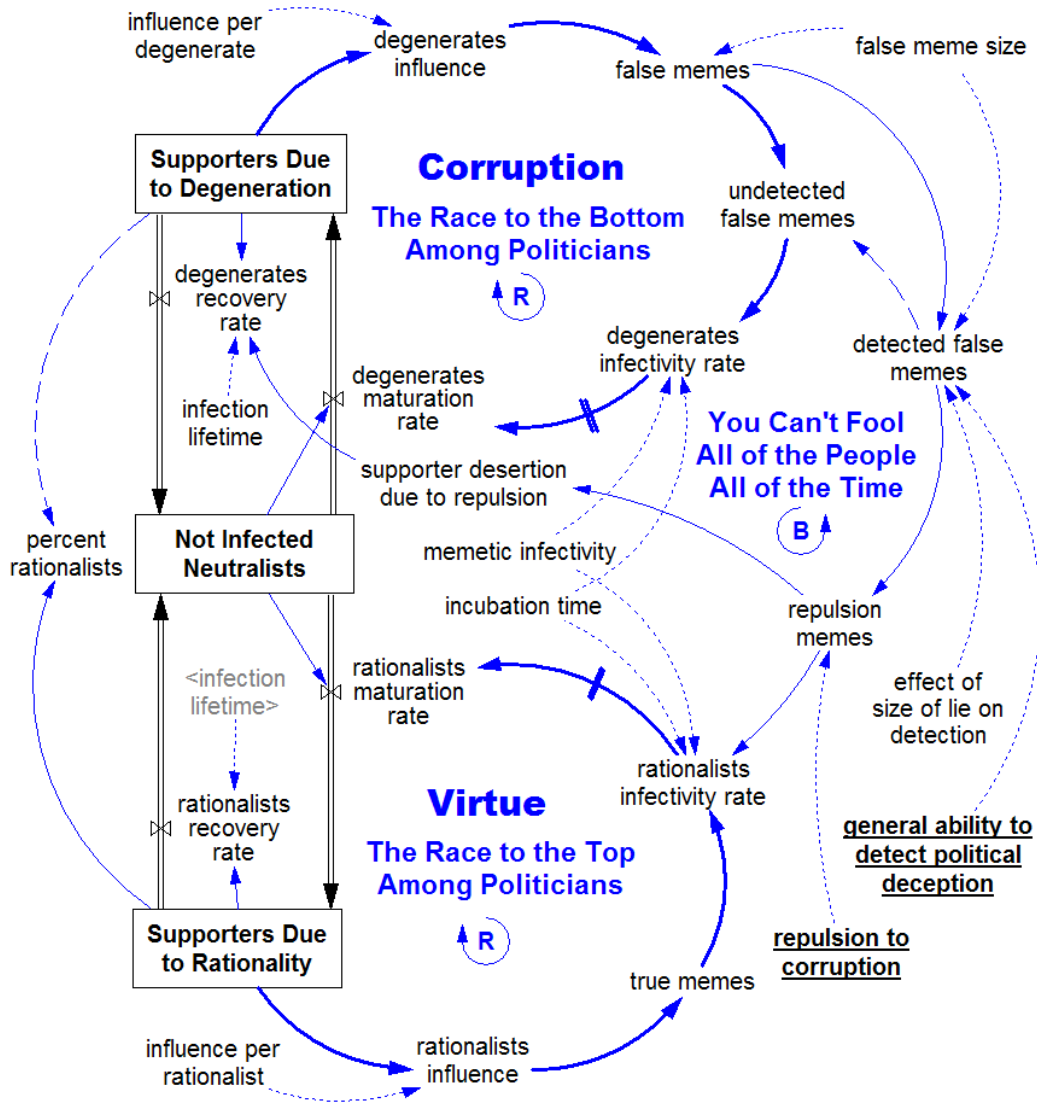 influence per
degenerate
degenerates
influence
false memes
false meme size
Supporters Due
to Degeneration
Corruption
The Race to the Bottom
Among Politicians
R
undetected
false memes
degenerates
recovery
rate
degenerates
infectivity rate
detected false
memes
degenerates
maturation
rate
infection
lifetime
You Can't Fool
All of the People
All of the Time
B
supporter desertion
due to repulsion
percent
rationalists
Not Infected
Neutralists
memetic infectivity
incubation time
repulsion
memes
rationalists
maturation
rate
<infection
lifetime>
effect of
size of lie on
detection
rationalists
infectivity rate
rationalists
recovery
rate
Virtue
The Race to the Top
Among Politicians
R
general ability to
detect political
deception
Supporters Due
to Rationality
repulsion to
corruption
true memes
influence per
rationalist
rationalists
influence